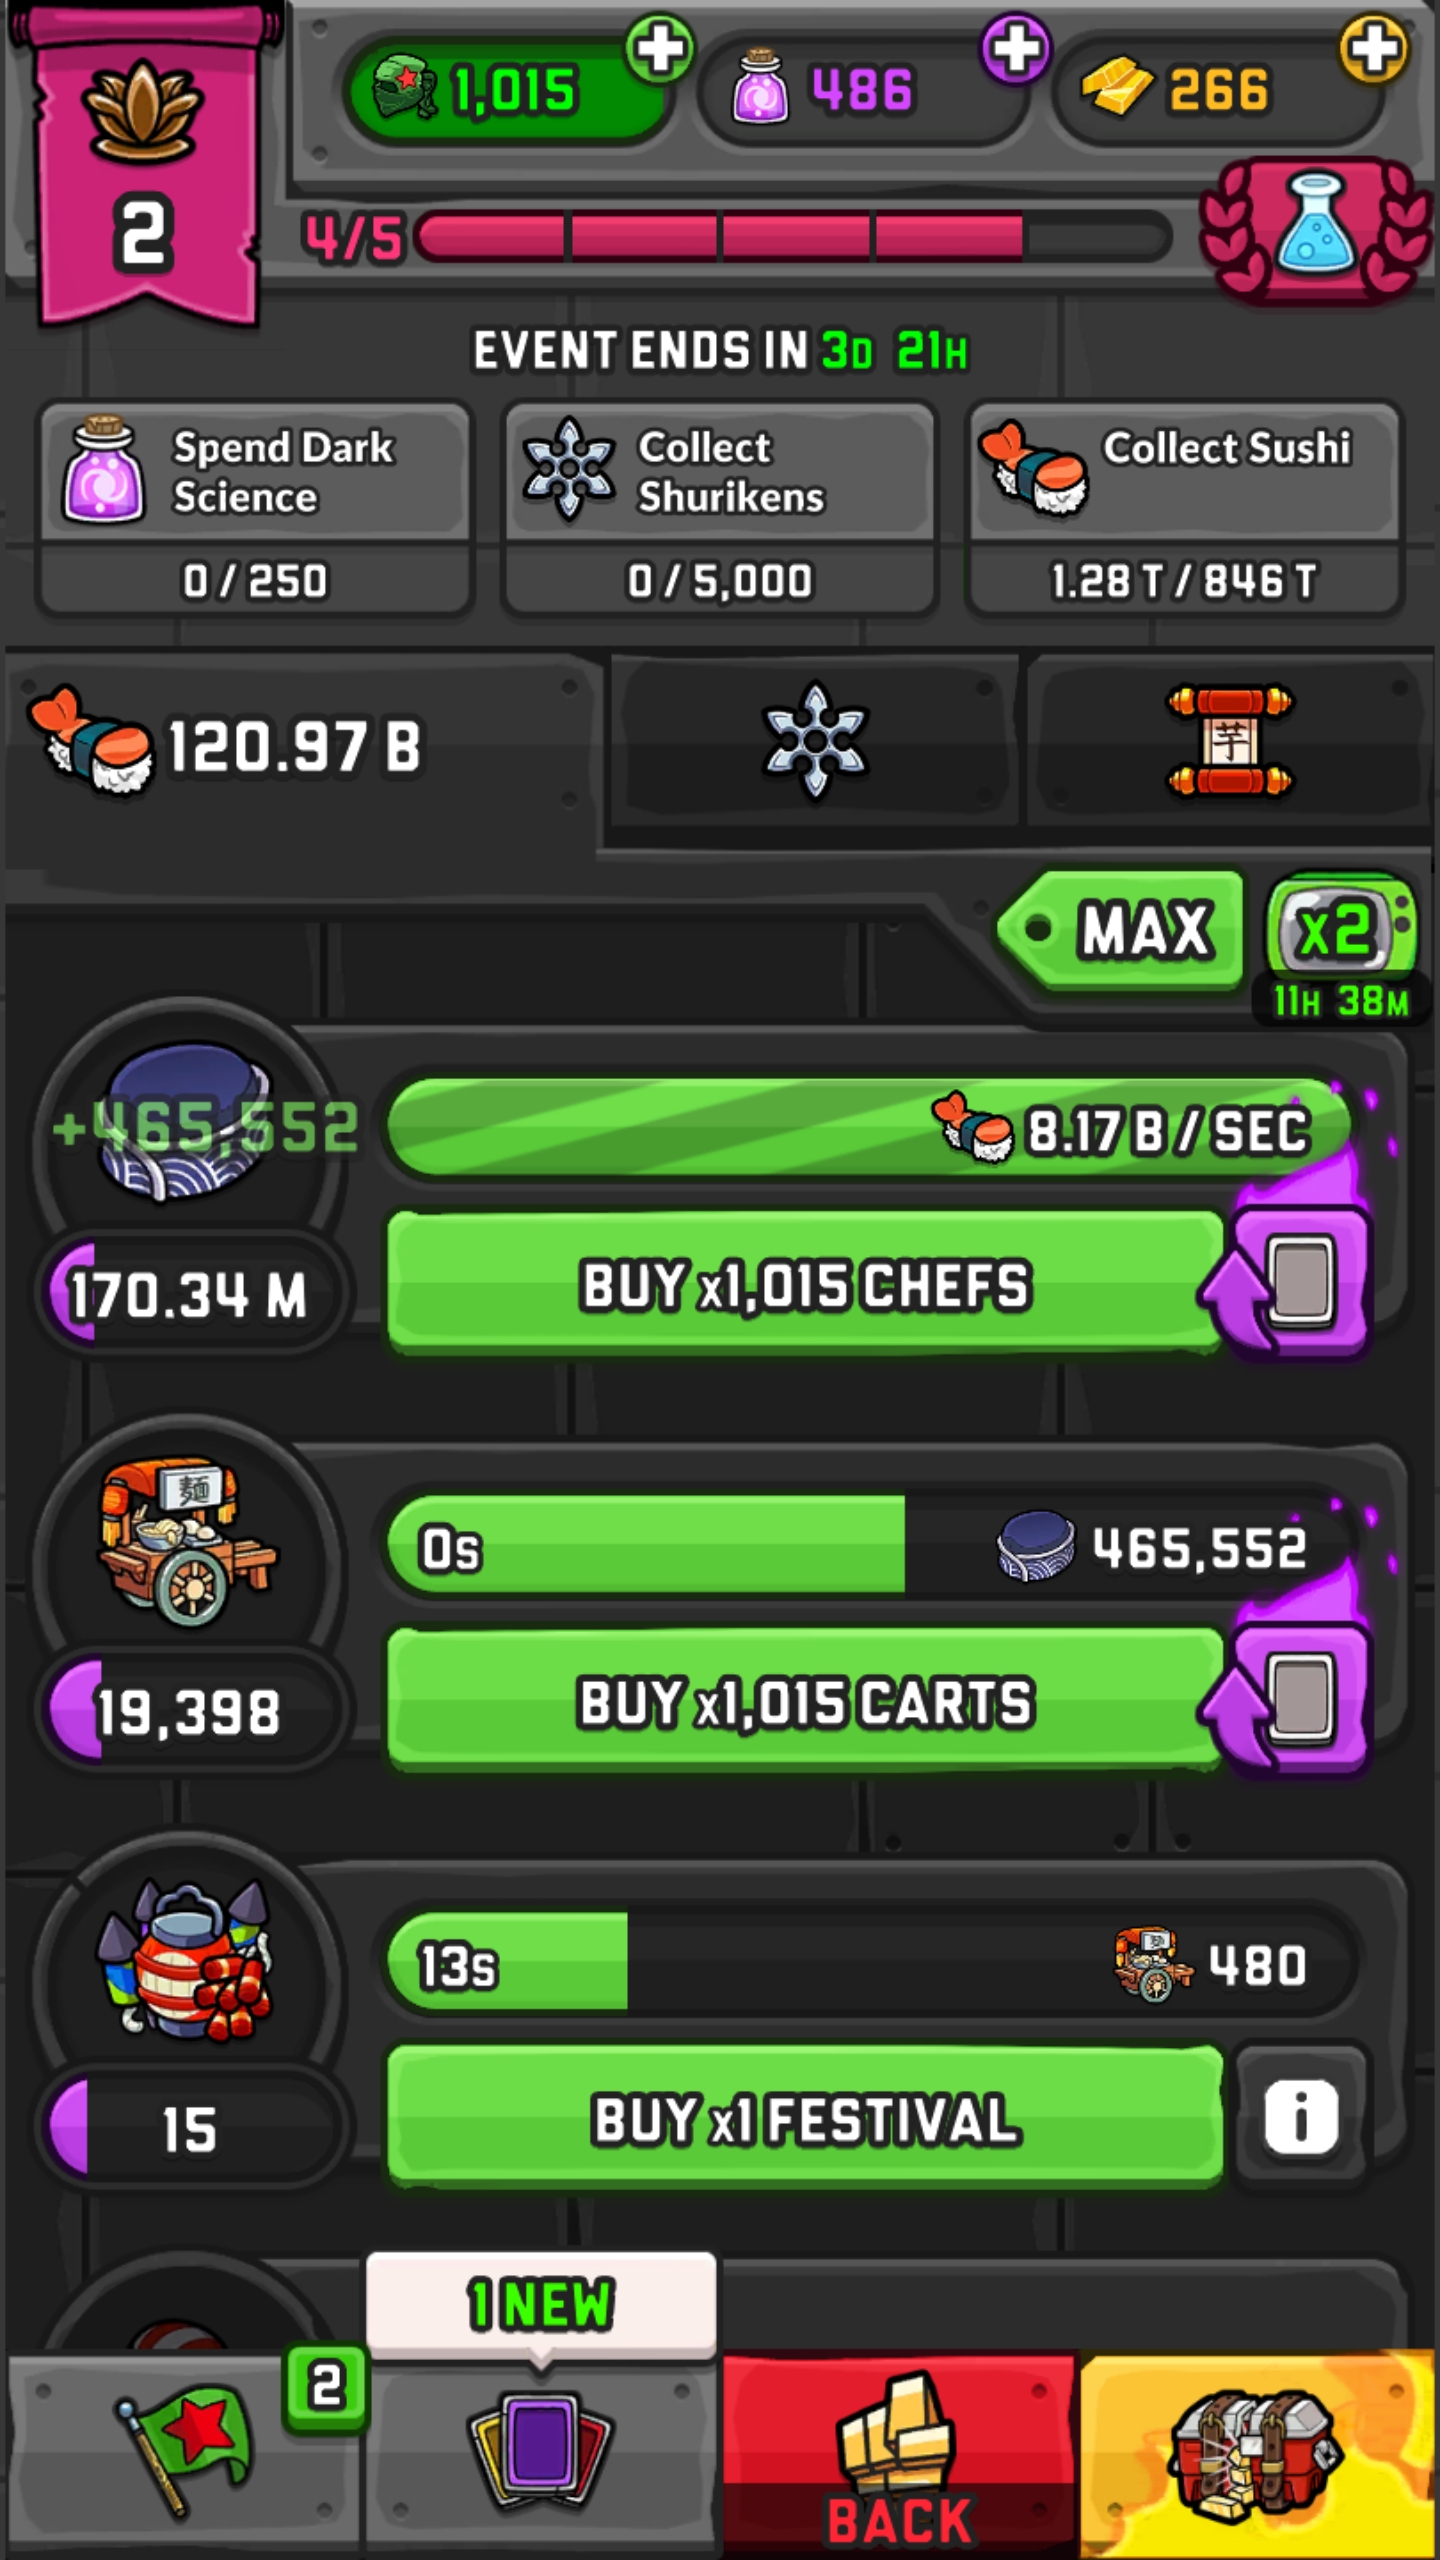 1,015
486
266
2
4/5
EVENT ENDS IN 3D 21H
Spend Dark
Science
0 / 250
Collect
Shurikens
0 / 5,000
Collect Sushi
1.28 T / 846 T
120.97 B
芋
MAX
x2
11H 38M
+465,552
8.17 B / SEC
170.34 M
BUY x1,015 CHEFS
麺
0s
465,552
19,398
BUY x1,015 CARTS
13s
480
15
BUY x1 FESTIVAL
i
1 NEW
2
BACK